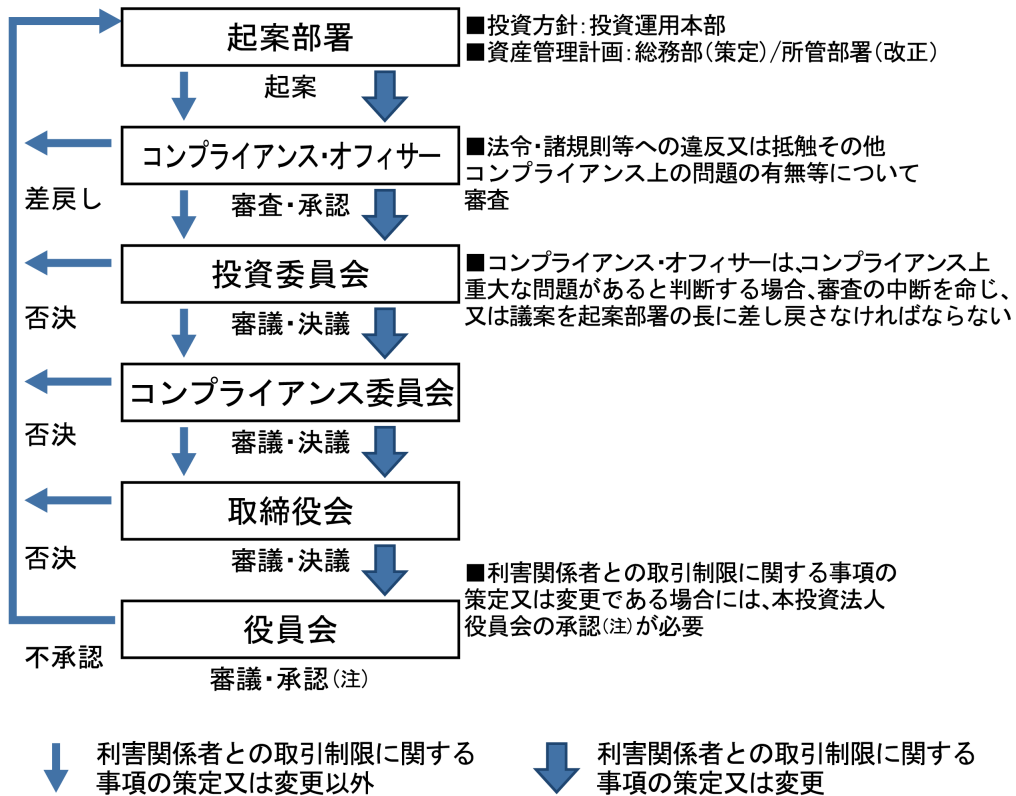 起案部署
■投資方針：投資運用本部
■資産管理計画：総務部（策定）/所管部署（改正）
起案
コンプライアンス・オフィサー
■法令・諸規則等への違反又は抵触その他
コンプライアンス上の問題の有無等について
審査
差戻し
審査・承認
投資委員会
■コンプライアンス・オフィサーは、コンプライアンス上
重大な問題があると判断する場合、審査の中断を命じ、
又は議案を起案部署の長に差し戻さなければならない
否決
審議・決議
コンプライアンス委員会
否決
審議・決議
取締役会
否決
審議・決議
役員会
■利害関係者との取引制限に関する事項の
策定又は変更である場合には、本投資法人
役員会の承認（注）が必要
不承認
審議・承認（注）
利害関係者との取引制限に関する
事項の策定又は変更以外
利害関係者との取引制限に関する
事項の策定又は変更